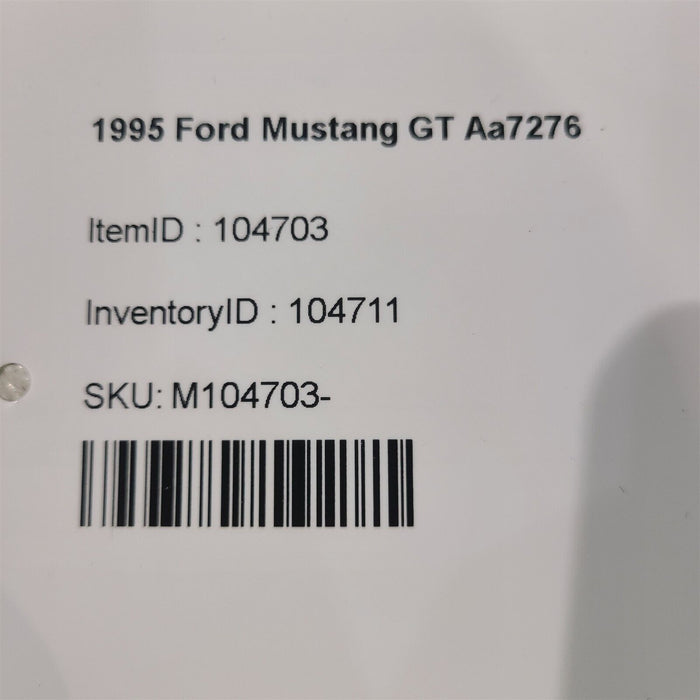 1995 Ford Mustang GT Aa7276
ItemID : 104703
InventoryID : 104711
SKU: M104703-